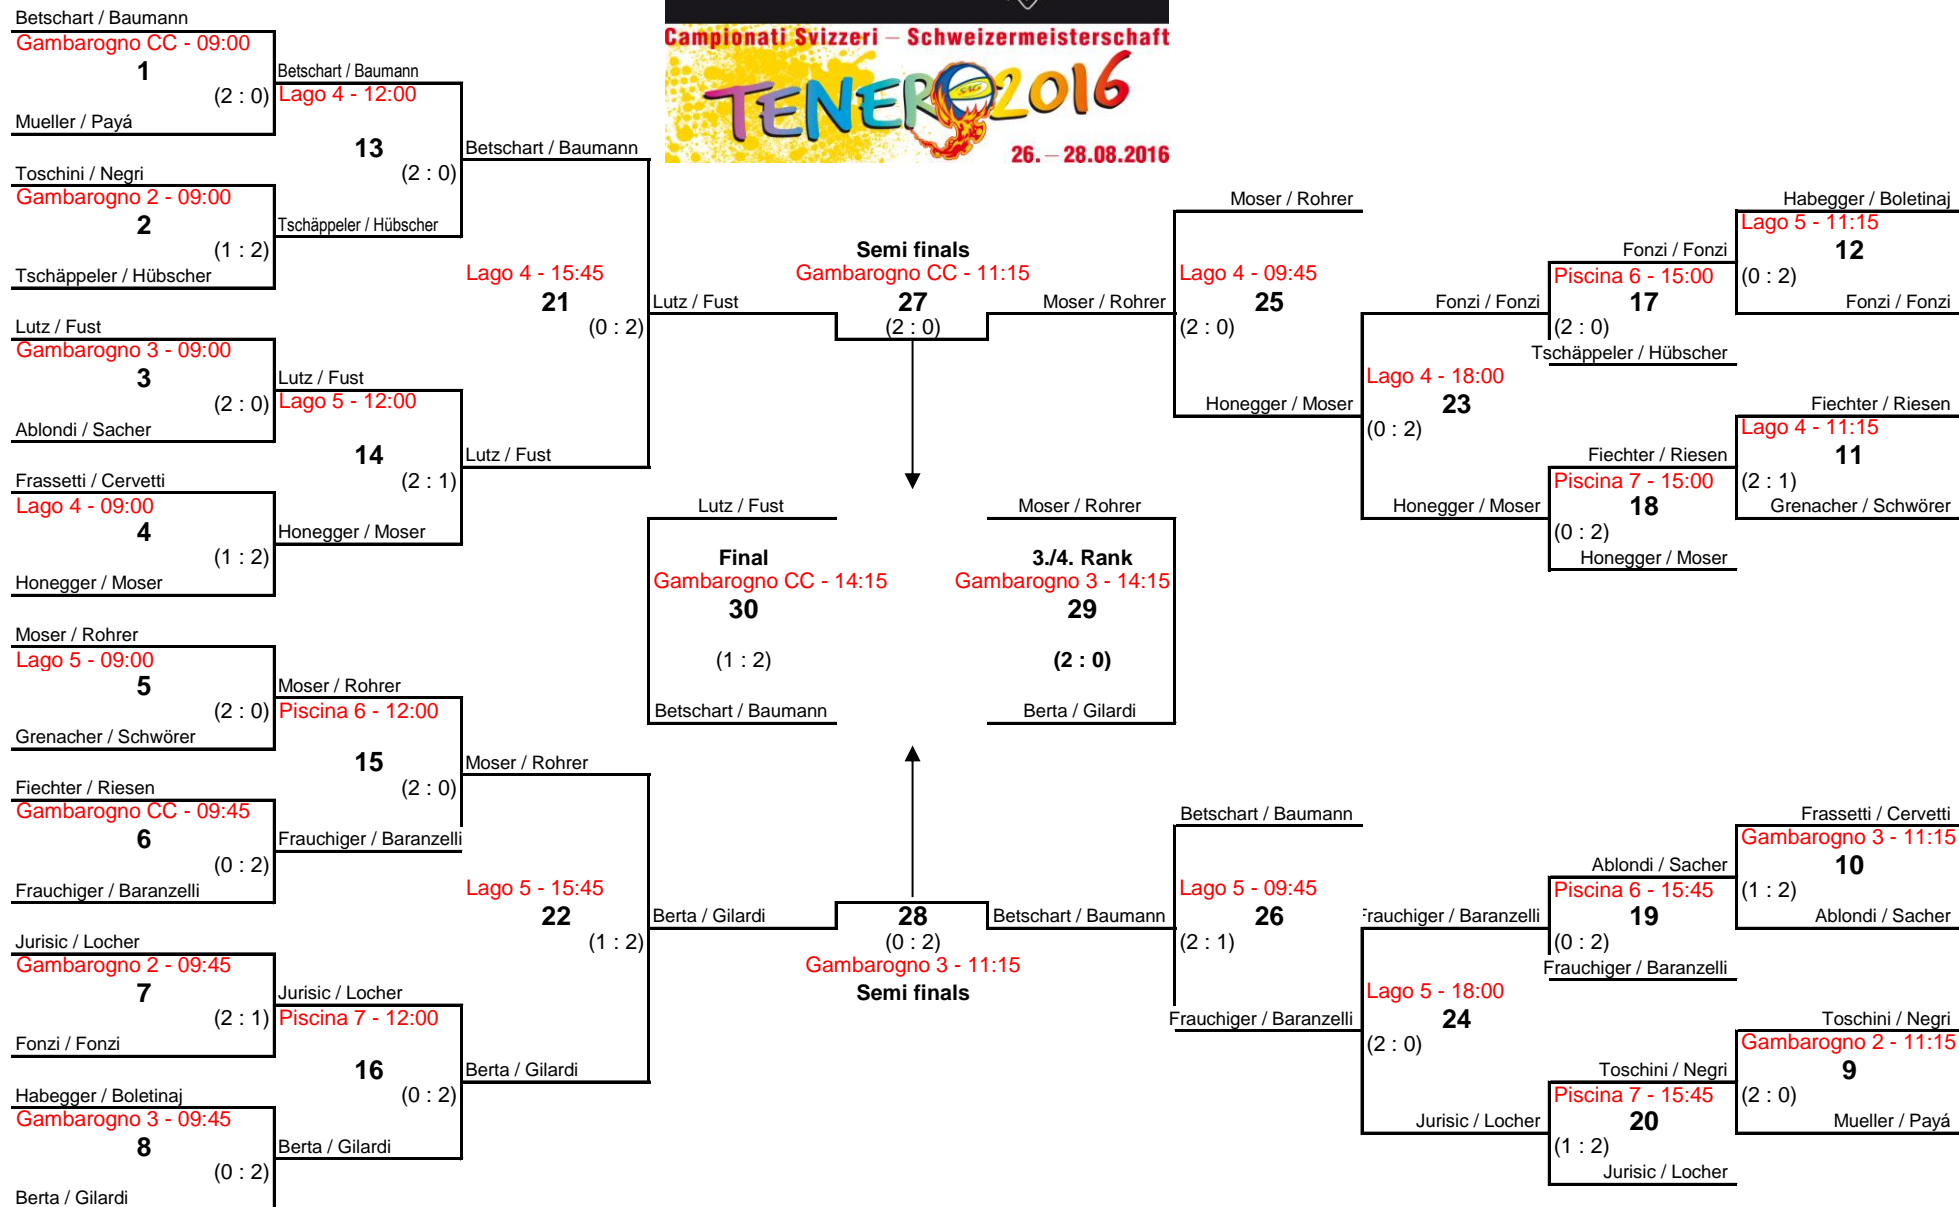 Campionati Svizzeri – Schweizermeisterschaft
TENERO 2016
SAG
26. – 28.08.2016
Betschart / Baumann
Gambarogno CC - 09:00
1
(2 : 0)
Mueller / Payá
Toschini / Negri
Gambarogno 2 - 09:00
2
(1 : 2)
Tschäppeler / Hübscher
Lutz / Fust
Gambarogno 3 - 09:00
3
(2 : 0)
Ablondi / Sacher
Frassetti / Cervetti
Lago 4 - 09:00
4
(1 : 2)
Honegger / Moser
Moser / Rohrer
Lago 5 - 09:00
5
(2 : 0)
Grenacher / Schwörer
Fiechter / Riesen
Gambarogno CC - 09:45
6
(0 : 2)
Frauchiger / Baranzelli
Jurisic / Locher
Gambarogno 2 - 09:45
7
(2 : 1)
Fonzi / Fonzi
Habegger / Boletinaj
Gambarogno 3 - 09:45
8
(0 : 2)
Berta / Gilardi
Betschart / Baumann
Lago 4 - 12:00
13
(2 : 0)
Tschäppeler / Hübscher
Lutz / Fust
Lago 5 - 12:00
14
(2 : 1)
Honegger / Moser
Moser / Rohrer
Piscina 6 - 12:00
15
(2 : 0)
Frauchiger / Baranzelli
Jurisic / Locher
Piscina 7 - 12:00
16
(0 : 2)
Berta / Gilardi
Betschart / Baumann
Lago 4 - 15:45
21
(0 : 2)
Lutz / Fust
Moser / Rohrer
Lago 5 - 15:45
22
(1 : 2)
Berta / Gilardi
Lutz / Fust
Semi finals
Gambarogno CC - 11:15
27
(2 : 0)
Moser / Rohrer
Lutz / Fust
Final
Gambarogno CC - 14:15
30
(1 : 2)
Betschart / Baumann
Moser / Rohrer
3./4. Rank
Gambarogno 3 - 14:15
29
(2 : 0)
Berta / Gilardi
Berta / Gilardi
28
(0 : 2)
Gambarogno 3 - 11:15
Semi finals
Betschart / Baumann
Moser / Rohrer
Lago 4 - 09:45
25
(2 : 0)
Honegger / Moser
Betschart / Baumann
Lago 5 - 09:45
26
(2 : 1)
Frauchiger / Baranzelli
Fonzi / Fonzi
Lago 4 - 18:00
23
(0 : 2)
Honegger / Moser
Frauchiger / Baranzelli
Lago 5 - 18:00
24
(2 : 0)
Jurisic / Locher
Fonzi / Fonzi
Piscina 6 - 15:00
17
(2 : 0)
Tschäppeler / Hübscher
Fiechter / Riesen
Piscina 7 - 15:00
18
(0 : 2)
Honegger / Moser
Ablondi / Sacher
Piscina 6 - 15:45
19
(0 : 2)
Frauchiger / Baranzelli
Toschini / Negri
Piscina 7 - 15:45
20
(1 : 2)
Jurisic / Locher
Habegger / Boletinaj
Lago 5 - 11:15
12
(0 : 2)
Fonzi / Fonzi
Fiechter / Riesen
Lago 4 - 11:15
11
(2 : 1)
Grenacher / Schwörer
Frassetti / Cervetti
Gambarogno 3 - 11:15
10
(1 : 2)
Ablondi / Sacher
Toschini / Negri
Gambarogno 2 - 11:15
9
(2 : 0)
Mueller / Payá